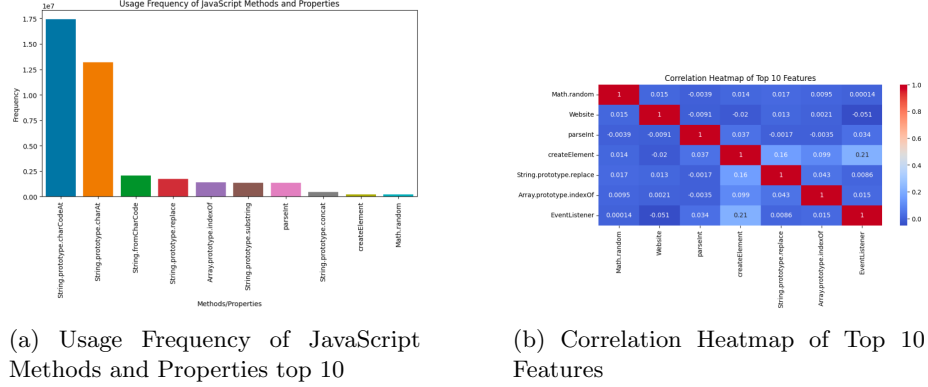 Usage Frequency of JavaScript Methods and Properties
1e7
1.75
1.50
1.25
1.00
0.75
0.50
0.25
0.00
Frequency
String.prototype.charCodeAt
String.prototype.charAt
String.fromCharCode
String.prototype.replace
Array.prototype.indexOf
String.prototype.substring
parseInt
String.prototype.concat
createElement
Math.random
Methods/Properties
(a) Usage Frequency of JavaScript
Methods and Properties top 10
Correlation Heatmap of Top 10 Features
Math.random 1 0.015 -0.0039 0.014 0.017 0.0095 0.00014
Website 0.015 1 -0.0091 -0.02 0.013 0.0021 -0.051
parseInt -0.0039 -0.0091 1 0.037 -0.0017 -0.0035 0.034
createElement 0.014 -0.02 0.037 1 0.16 0.099 0.21
String.prototype.replace 0.017 0.013 -0.0017 0.16 1 0.043 0.0086
Array.prototype.indexOf 0.0095 0.0021 -0.0035 0.099 0.043 1 0.015
EventListener 0.00014 -0.051 0.034 0.21 0.0086 0.015 1
Math.random
Website
parseInt
createElement
String.prototype.replace
Array.prototype.indexOf
EventListener
1.0
0.8
0.6
0.4
0.2
0.0
(b) Correlation Heatmap of Top 10
Features